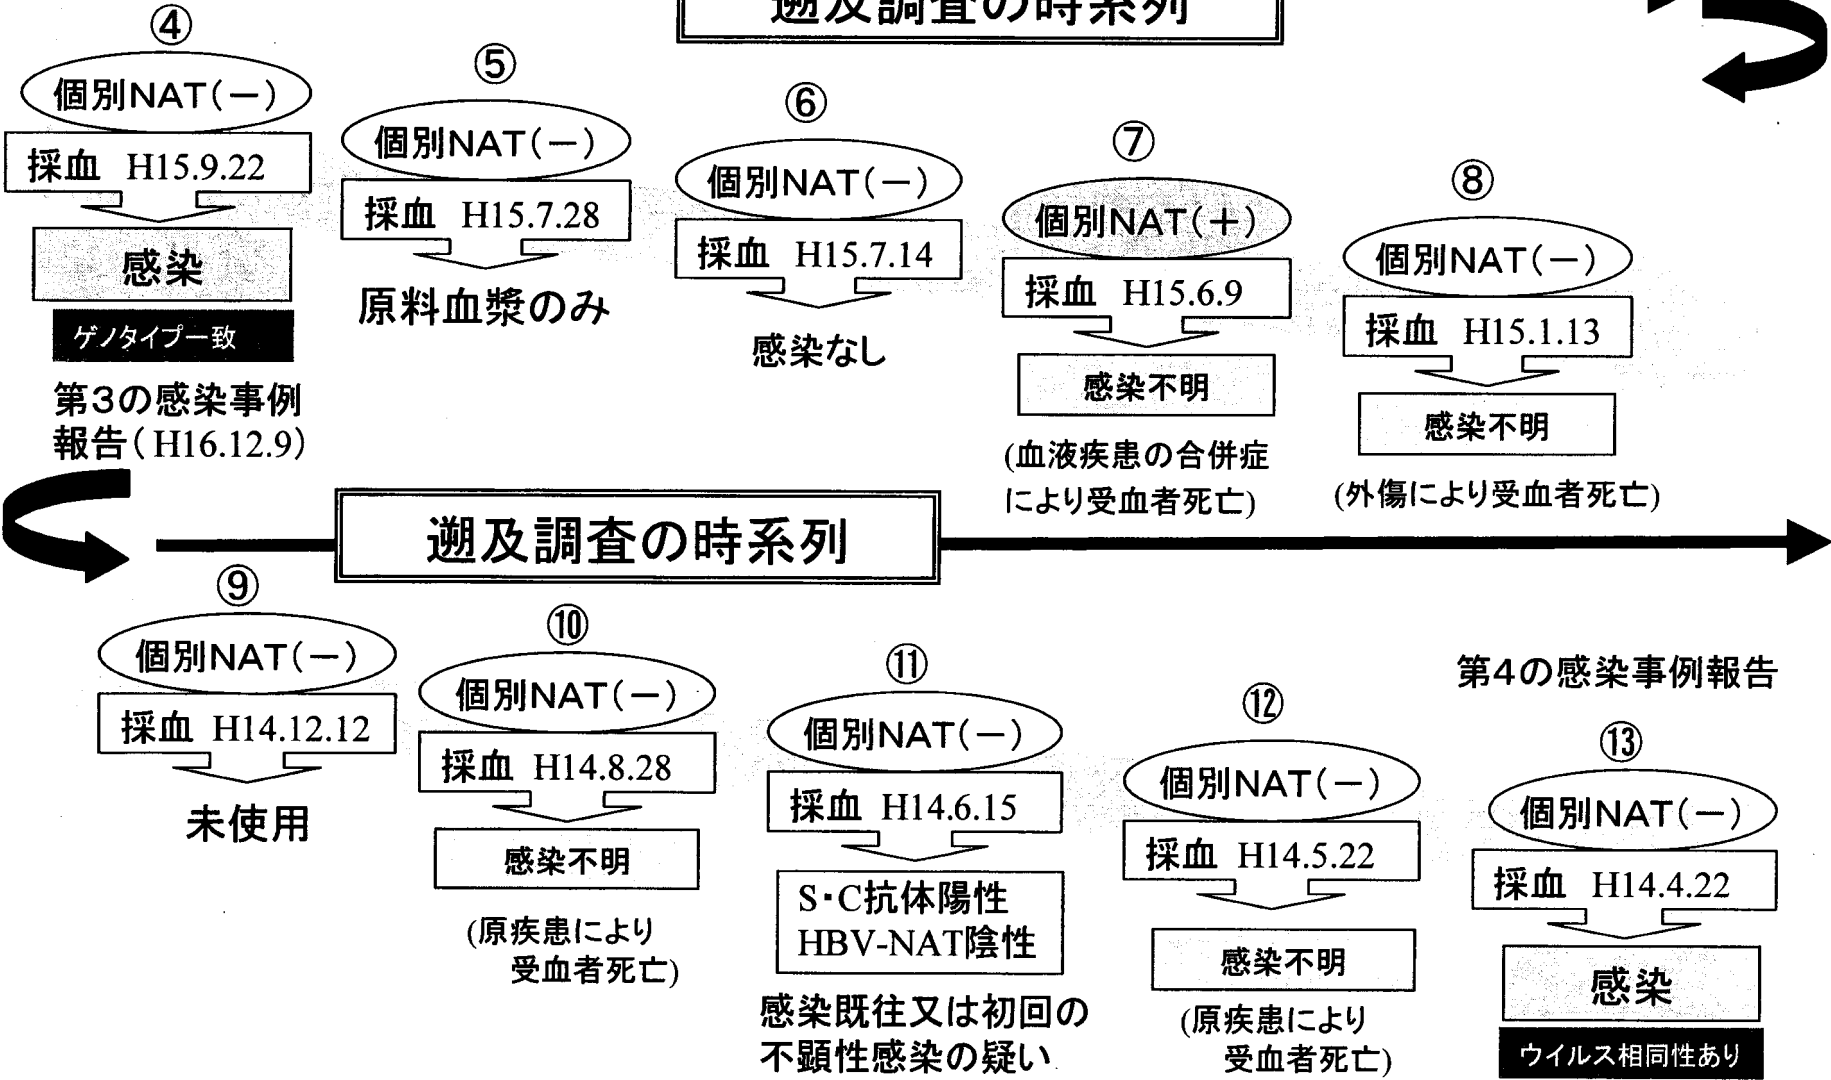 遡及調査の時系列
④
個別NAT(－)
採血 H15.9.22
感染
ゲノタイプ一致
第3の感染事例
報告(H16.12.9)
⑤
個別NAT(－)
採血 H15.7.28
原料血漿のみ
⑥
個別NAT(－)
採血 H15.7.14
感染なし
⑦
個別NAT(＋)
採血 H15.6.9
感染不明
(血液疾患の合併症
により受血者死亡)
⑧
個別NAT(－)
採血 H15.1.13
感染不明
(外傷により受血者死亡)
遡及調査の時系列
⑨
個別NAT(－)
採血 H14.12.12
未使用
⑩
個別NAT(－)
採血 H14.8.28
感染不明
(原疾患により
受血者死亡)
⑪
個別NAT(－)
採血 H14.6.15
S・C抗体陽性
HBV-NAT陰性
感染既往又は初回の
不顕性感染の疑い
⑫
個別NAT(－)
採血 H14.5.22
感染不明
(原疾患により
受血者死亡)
第4の感染事例報告
⑬
個別NAT(－)
採血 H14.4.22
感染
ウイルス相同性あり